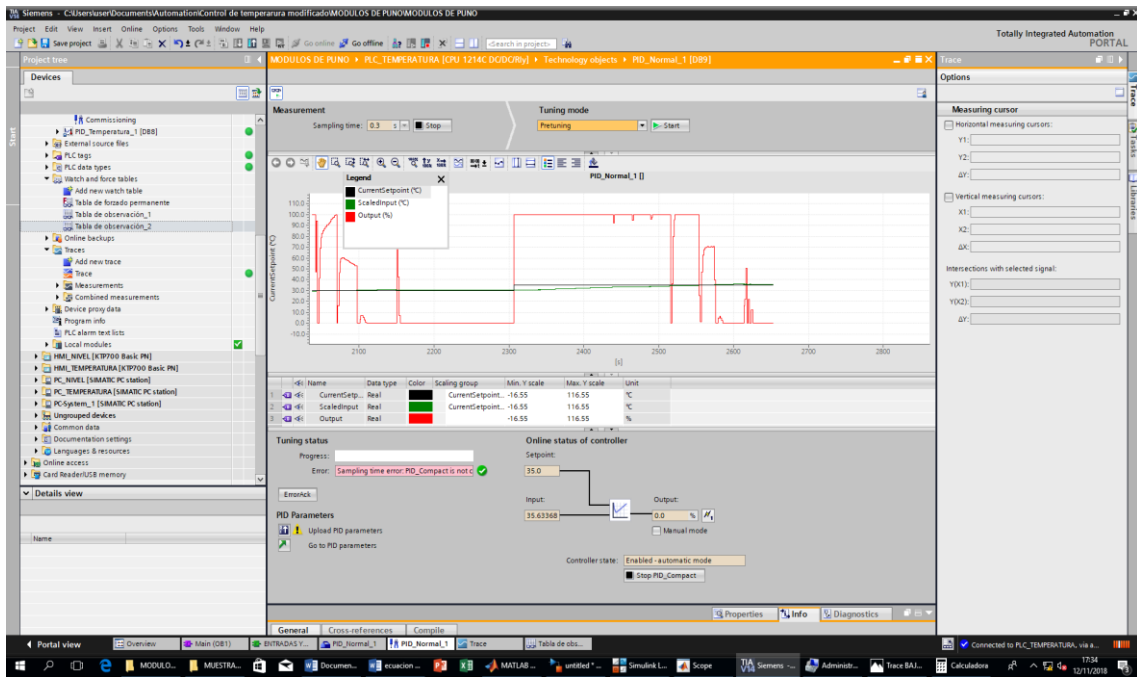 Siemens - C:\Users\user\Documents\Automation\Control de temperarura modificado\MODULOS DE PUNO\MODULOS DE PUNO
Project Edit View Insert Online Options Tools Window Help
Totally Integrated Automation
PORTAL
Save project Go online Go offline <Search in project>
Project tree
MODULOS DE PUNO PLC_TEMPERATURA [CPU 1214C DC/DC/Rly] Technology objects PID_Normal_1 [DB9]
Trace
Devices
Options
Start
Commissioning
PID_Temperatura_1 [DB8]
External source files
PLC tags
PLC data types
Watch and force tables
Add new watch table
Tabla de forzado permanente
Tabla de observación_1
Tabla de observación_2
Online backups
Traces
Add new trace
Trace
Measurements
Combined measurements
Device proxy data
Program info
PLC alarm text lists
Local modules
HMI_NIVEL [KTP700 Basic PN]
HMI_TEMPERATURA [KTP700 Basic PN]
PC_NIVEL [SIMATIC PC station]
PC_TEMPERATURA [SIMATIC PC station]
PC-System_1 [SIMATIC PC station]
Ungrouped devices
Common data
Documentation settings
Languages & resources
Online access
Card Reader/USB memory
Details view
Name
Measurement
Sampling time: 0.3 s Stop
Tuning mode
Pretuning Start
PID_Normal_1 []
Legend
CurrentSetpoint (°C)
ScaledInput (°C)
Output (%)
CurrentSetpoint (°C)
110.0
100.0
90.0
80.0
70.0
60.0
50.0
40.0
30.0
20.0
10.0
0.0
-10.0
2100 2200 2300 2400 2500 2600 2700 2800
[s]
Name Data type Color Scaling group Min. Y scale Max. Y scale Unit
1 CurrentSetp... Real CurrentSetpoint... -16.55 116.55 °C
2 ScaledInput Real CurrentSetpoint... -16.55 116.55 °C
3 Output Real -16.55 116.55 %
Tuning status
Progress:
Error: Sampling time error: PID_Compact is not c
ErrorAck
PID Parameters
Upload PID parameters
Go to PID parameters
Online status of controller
Setpoint:
35.0
Input:
35.63368
Output:
0.0 %
Manual mode
Controller state: Enabled - automatic mode
Stop PID_Compact
Properties Info Diagnostics
General Cross-references Compile
Measuring cursor
Horizontal measuring cursors:
Y1:
Y2:
ΔY:
Vertical measuring cursors:
X1:
X2:
ΔX:
Intersections with selected signal:
Y(X1):
Y(X2):
ΔY:
Trace
Tasks
Libraries
Portal view Overview Main (OB1) ENTRADAS Y... PID_Normal_1 PID_Normal_1 Trace Tabla de obs... Connected to PLC_TEMPERATURA, via a...
MODULO... MUESTRA... Documen... ecuacion ... MATLAB ... untitled * ... Simulink L... Scope Siemens -... Administr... Trace BAJ... Calculadora
17:34
12/11/2018